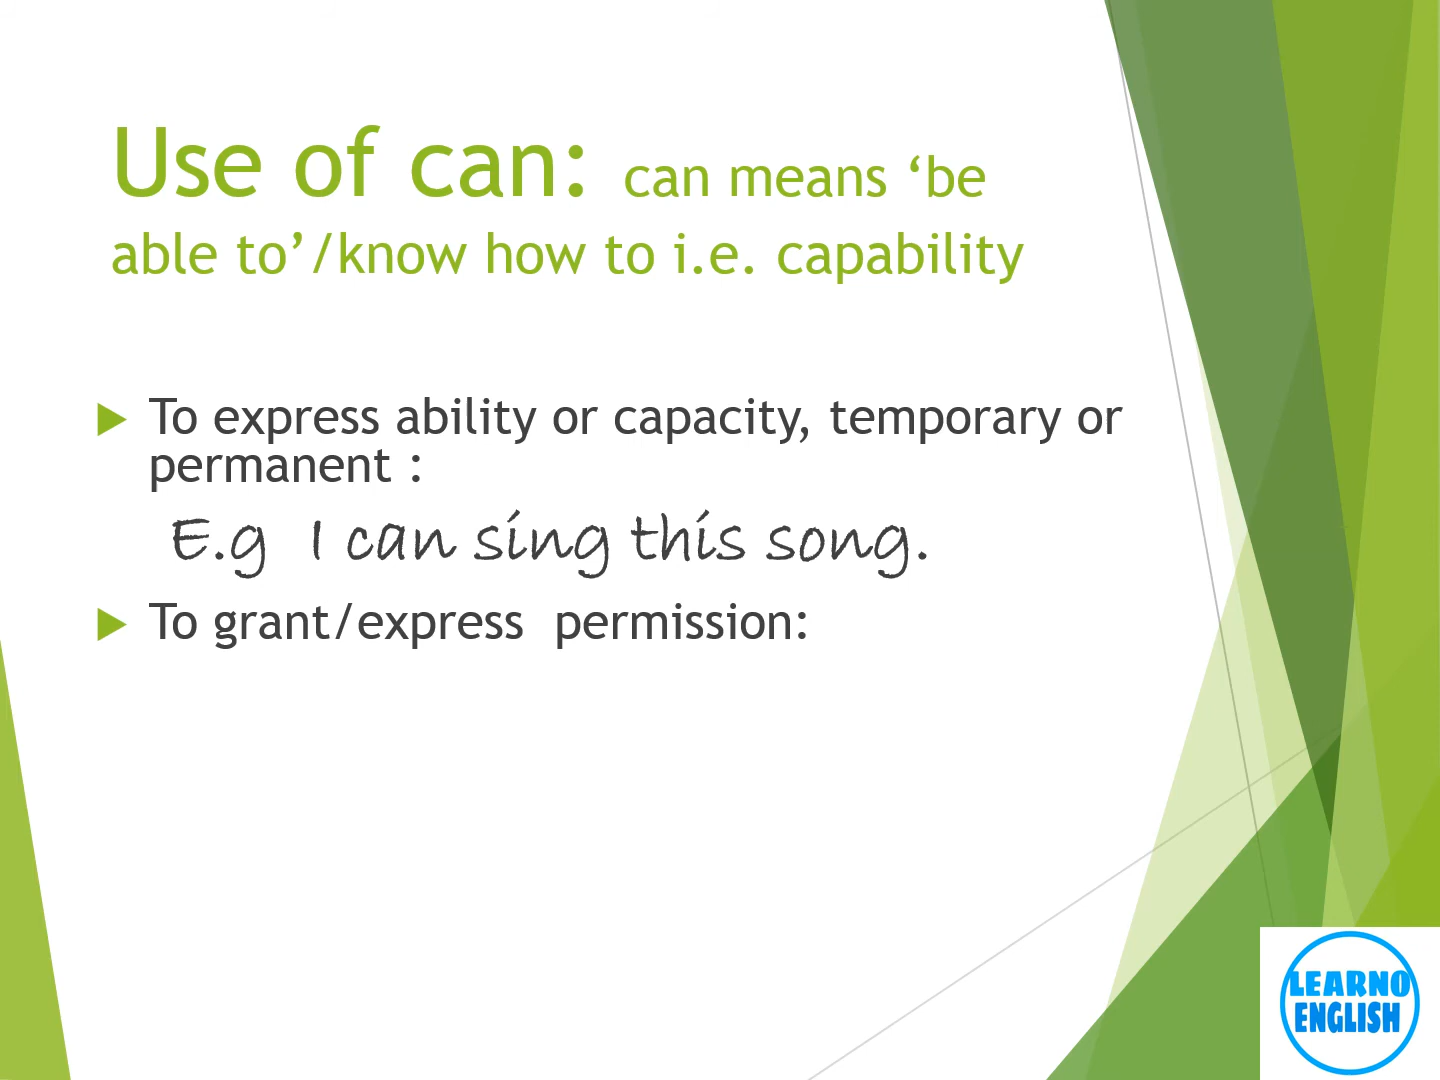 Use of can: can means ‘be
able to’/know how to i.e. capability
To express ability or capacity, temporary or
permanent :
E.g I can sing this song.
To grant/express permission:
LEARNO
ENGLISH